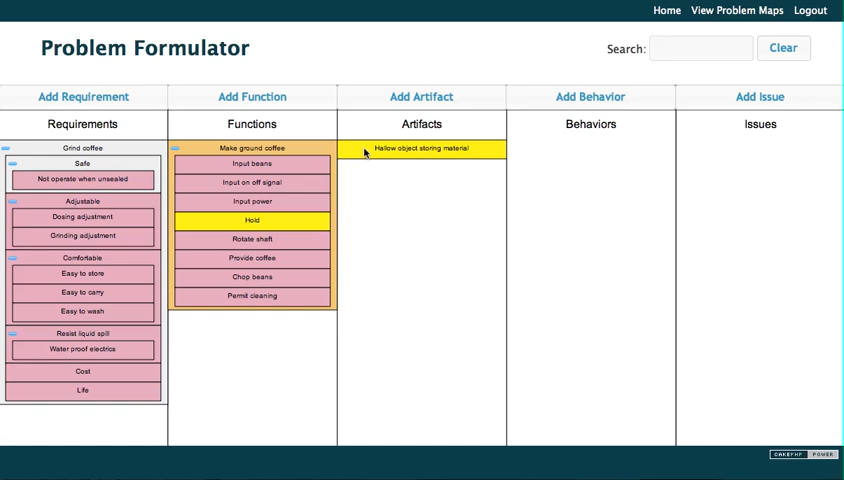 Home View Problem Maps Logout
Problem Formulator
Search:
Clear
Add Requirement Add Function Add Artifact Add Behavior Add Issue
Requirements Functions Artifacts Behaviors Issues
Grind coffee
Safe
Not operate when unsealed
Adjustable
Dosing adjustment
Grinding adjustment
Comfortable
Easy to store
Easy to carry
Easy to wash
Resist liquid spill
Water proof electrics
Cost
Life
Make ground coffee
Input beans
Input on off signal
Input power
Hold
Rotate shaft
Provide coffee
Chop beans
Permit cleaning
Hallow object storing material
CAKEPHP POWER